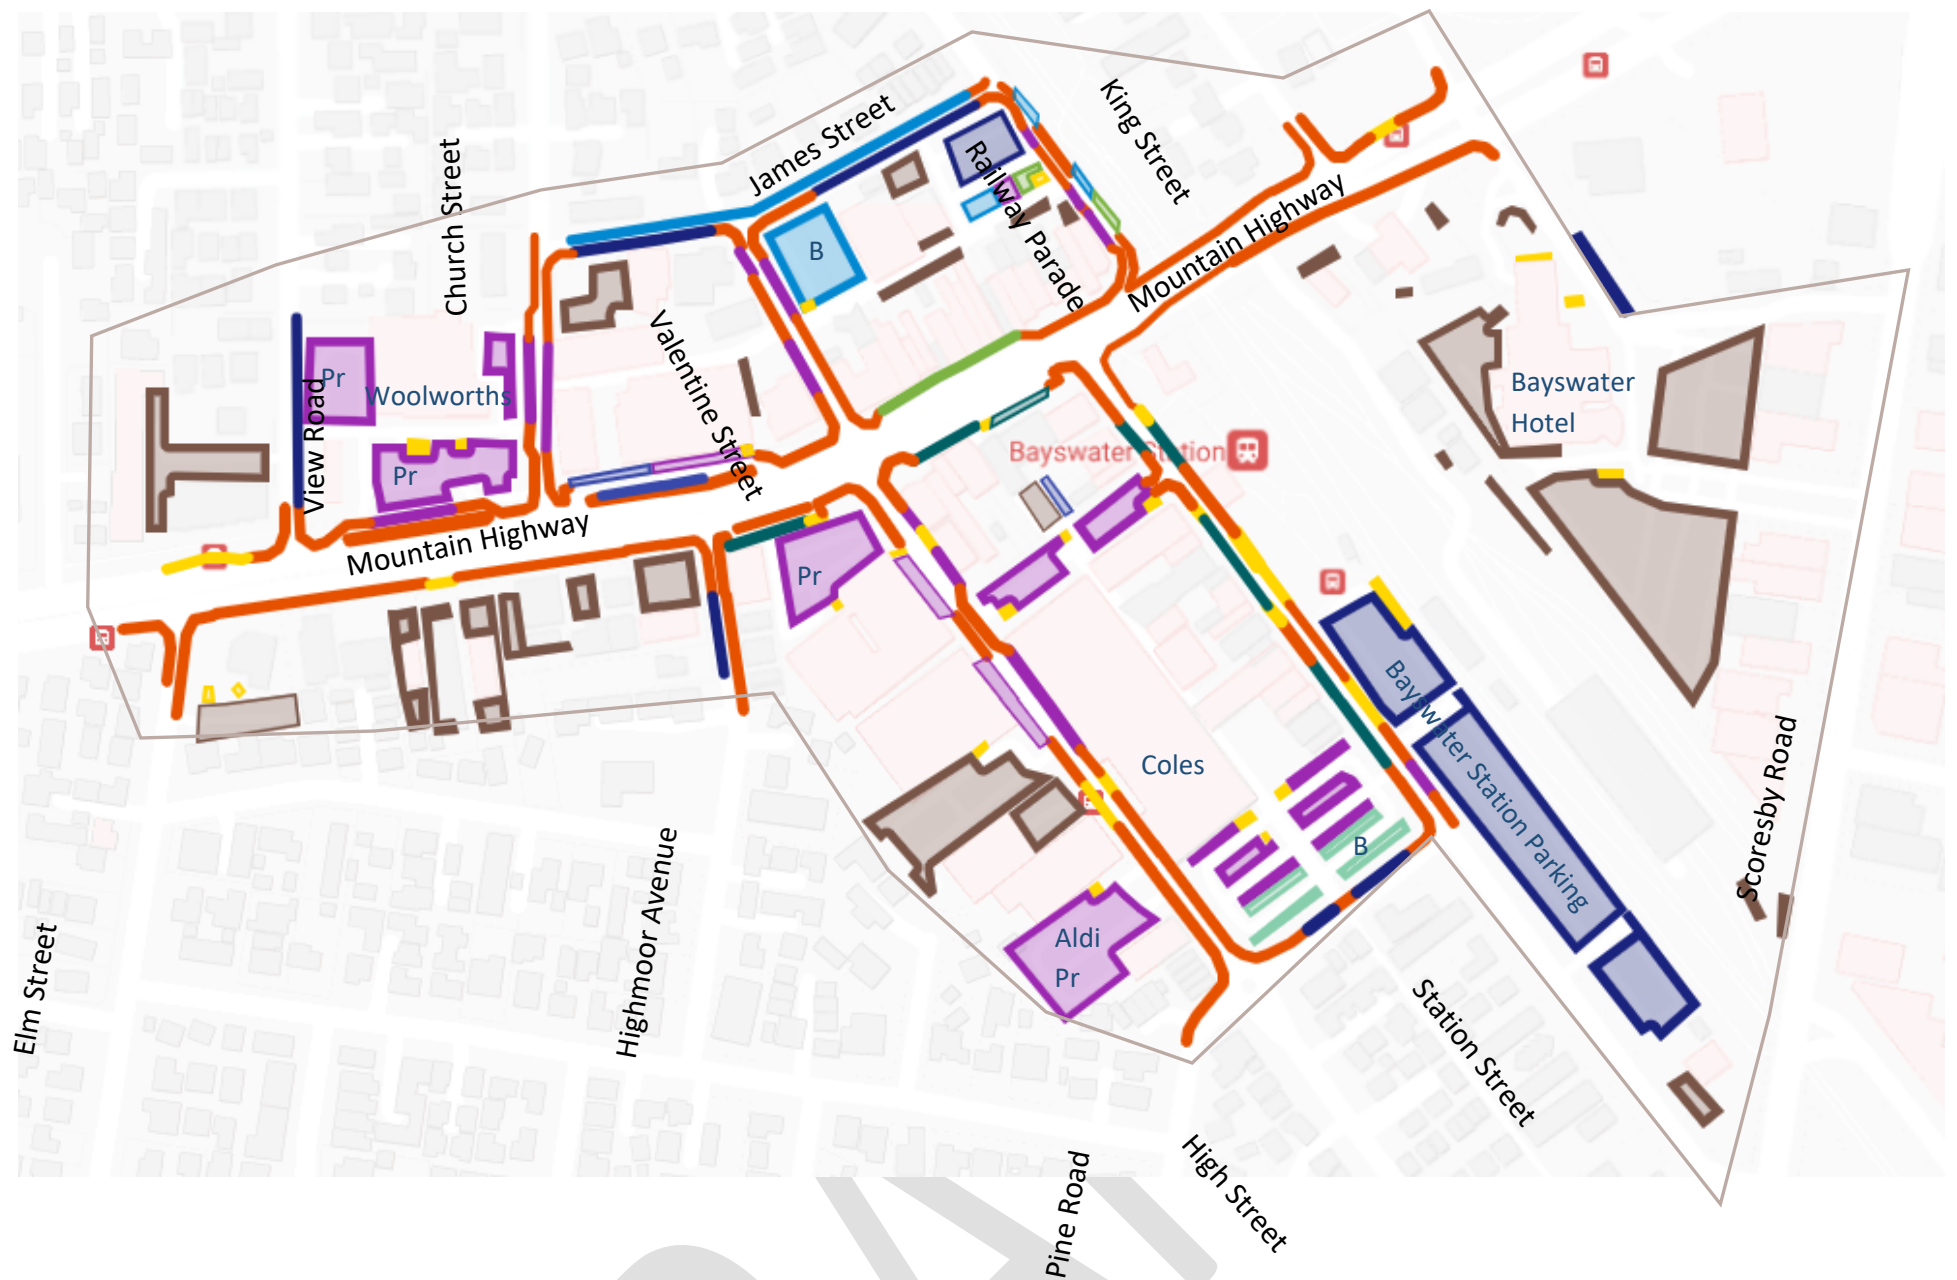 James Street
King Street
Railway Parade
Church Street
Mountain Highway
B
Valentine Street
Pr
View Road
Woolworths
Bayswater
Hotel
Bayswater Station
Pr
Mountain Highway
Pr
Bayswater Station Parking
Coles
B
Scoresby Road
Aldi
Pr
Highmoor Avenue
Elm Street
Station Street
High Street
Pine Road